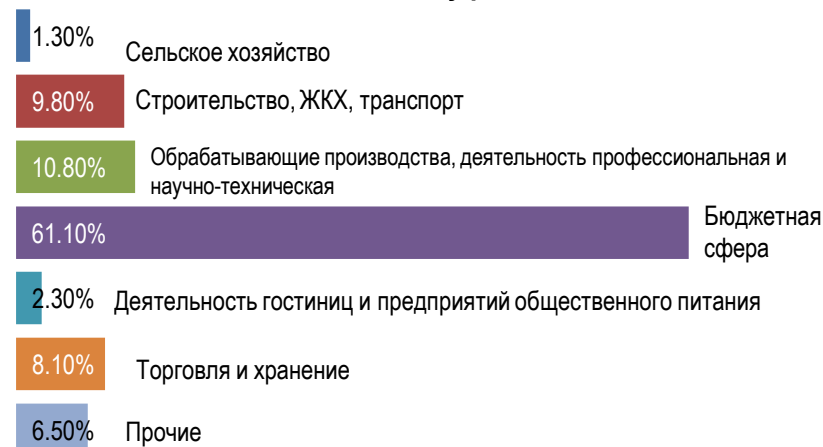 1.30%
Сельское хозяйство
9.80%
Строительство, ЖКХ, транспорт
10.80%
Обрабатывающие производства, деятельность профессиональная и
научно-техническая
61.10%
Бюджетная
сфера
2.30%
Деятельность гостиниц и предприятий общественного питания
8.10%
Торговля и хранение
6.50%
Прочие